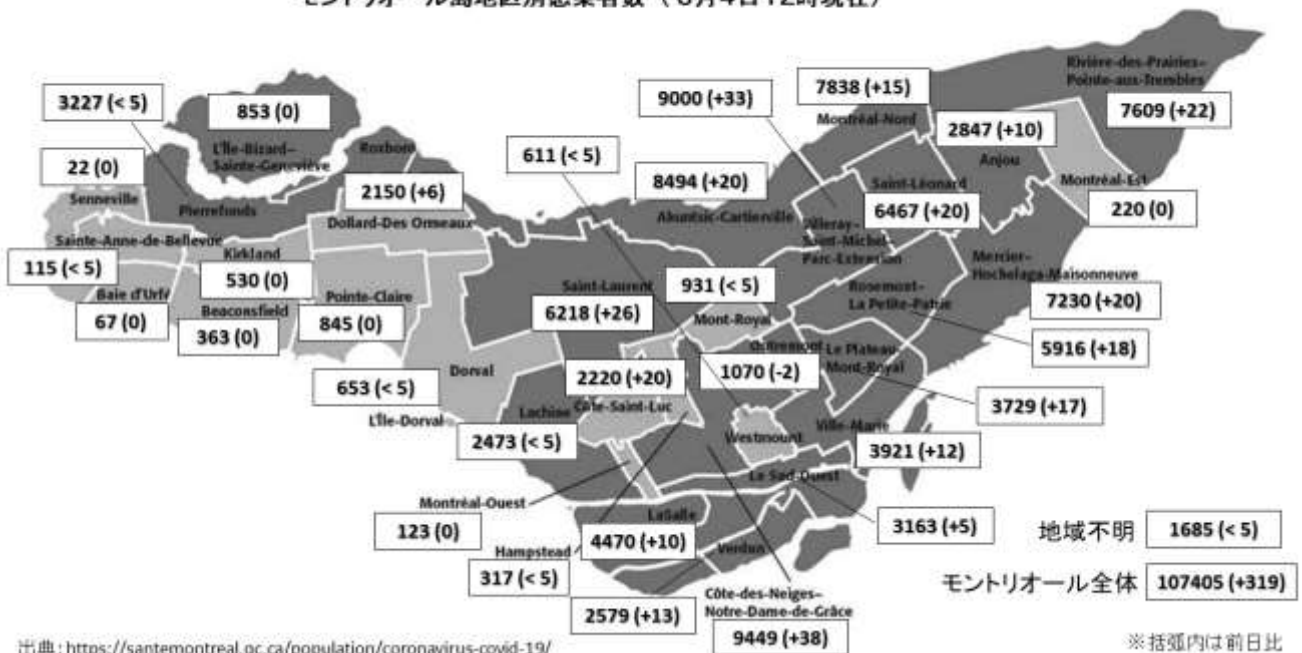 モントリオール島地区別感染者数（3月4日12時現在）
Rivière-des-Prairies–
Pointe-aux-Trembles
7609 (+22)
7838 (+15)
Montréal-Nord
9000 (+33)
3227 (< 5)
853 (0)
L'Île-Bizard–
Sainte-Geneviève
2847 (+10)
Anjou
Roxboro
611 (< 5)
22 (0)
Senneville
2150 (+6)
8494 (+20)
Saint-Léonard
6467 (+20)
Montréal-Est
220 (0)
Pierrefonds
Dollard-Des Ormeaux
Ahuntsic-Cartierville
Villeray–
Saint-Michel–
Parc-Extension
Sainte-Anne-de-Bellevue
115 (< 5)
Kirkland
530 (0)
Mercier–
Hochelaga-Maisonneuve
7230 (+20)
Baie d'Urfé
67 (0)
Beaconsfield
363 (0)
Pointe-Claire
845 (0)
Saint-Laurent
6218 (+26)
931 (< 5)
Mont-Royal
Rosemont–
La Petite-Patrie
5916 (+18)
Dorval
653 (< 5)
L'Île-Dorval
2220 (+20)
Côte-Saint-Luc
Outremont
1070 (-2)
Le Plateau-
Mont-Royal
3729 (+17)
Lachine
2473 (< 5)
Westmount
Ville-Marie
3921 (+12)
Le Sud-Ouest
3163 (+5)
Montréal-Ouest
123 (0)
LaSalle
4470 (+10)
Hampstead
317 (< 5)
Verdun
2579 (+13)
Côte-des-Neiges–
Notre-Dame-de-Grâce
9449 (+38)
地域不明 1685 (< 5)
モントリオール全体 107405 (+319)
出典: https://santemontreal.qc.ca/population/coronavirus-covid-19/
※括弧内は前日比